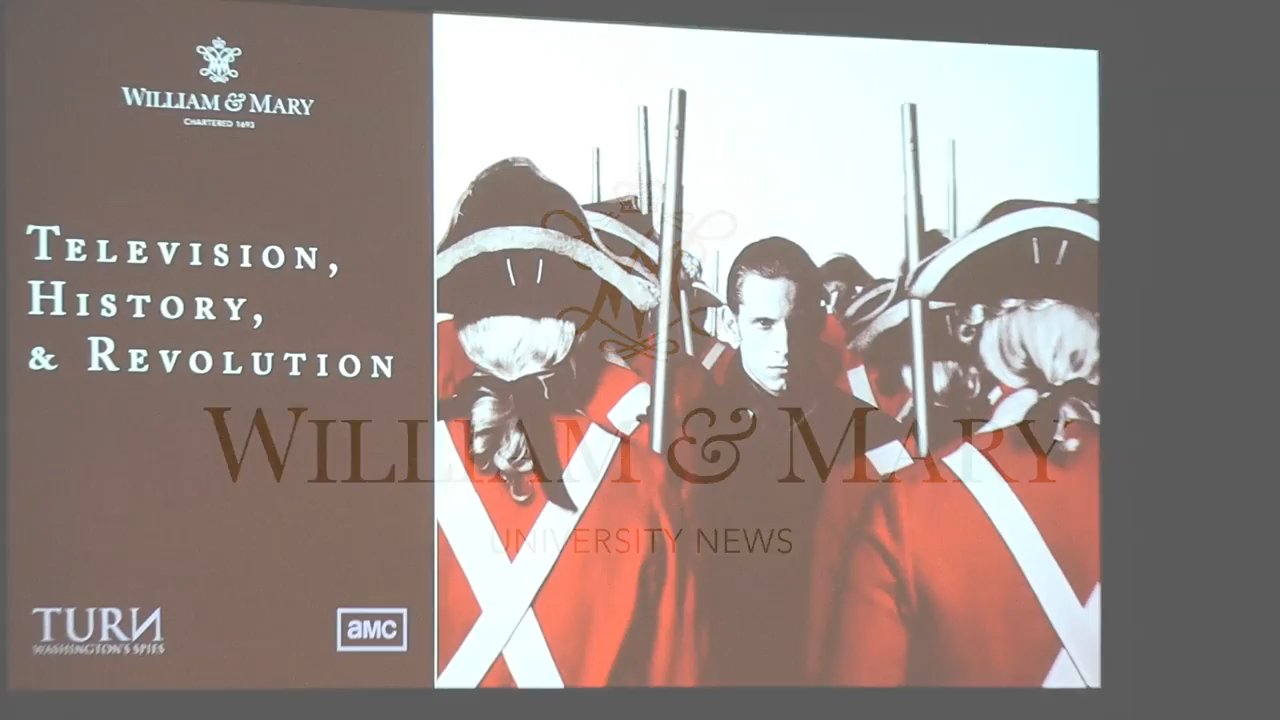 WILLIAM & MARY
CHARTERED 1693
TELEVISION,
HISTORY,
& REVOLUTION
WILLIAM & MARY
UNIVERSITY NEWS
TURN
WASHINGTON'S SPIES
aMC